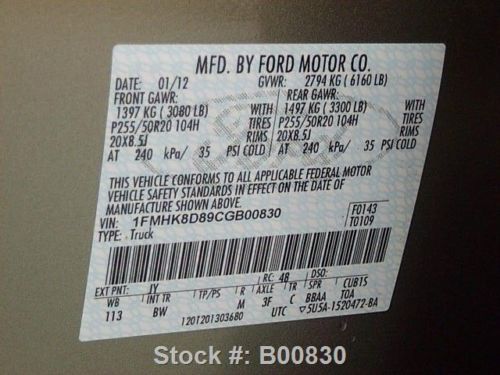 MFD. BY FORD MOTOR CO.
DATE: 01/12 GVWR: 2794 KG ( 6160 LB)
FRONT GAWR: REAR GAWR:
1397 KG ( 3080 LB) 1497 KG ( 3300 LB)
P255/50R20 104H TIRES P255/50R20 104H
20X8.5J RIMS 20X8.5J RIMS
AT 240 kPa/ 35 PSI COLD AT 240 kPa/ 35 PSI COLD
THIS VEHICLE CONFORMS TO ALL APPLICABLE FEDERAL MOTOR
VEHICLE SAFETY STANDARDS IN EFFECT ON THE DATE OF
MANUFACTURE SHOWN ABOVE.
VIN: 1FMHK8D89CGB00830 F0143
TYPE: Truck T0109
EXT PNT: JY RC: 48 DSO:
WB INT TR TP/PS R AXLE TR SPR CUBIS
113 BW M 3F C BBAA TOA
120T201303680 UTC 5U5A-1520472-BA
Stock #: B00830